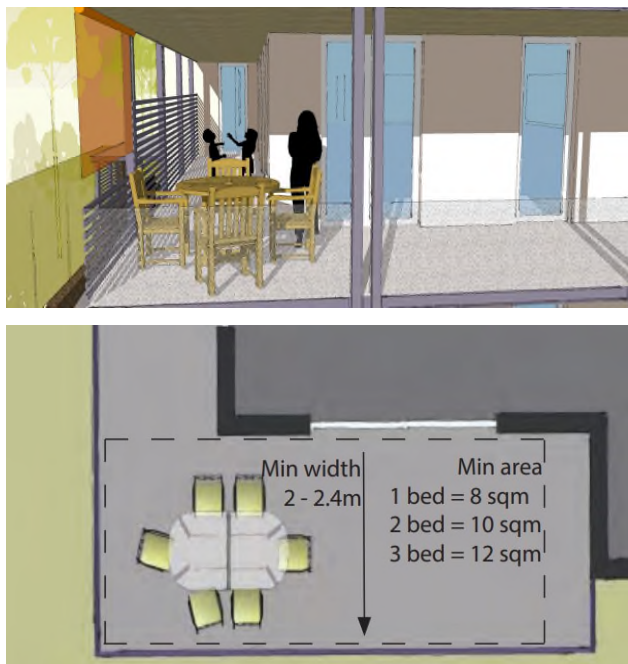 Min width
2 - 2.4m
Min area
1 bed = 8 sqm
2 bed = 10 sqm
3 bed = 12 sqm